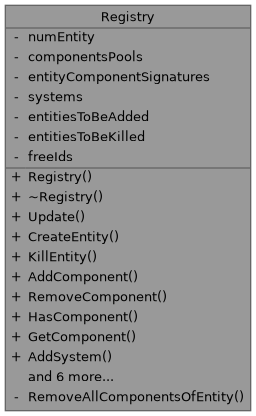 Registry
- numEntity
- componentsPools
- entityComponentSignatures
- systems
- entitiesToBeAdded
- entitiesToBeKilled
- freeIds
+ Registry()
+ ~Registry()
+ Update()
+ CreateEntity()
+ KillEntity()
+ AddComponent()
+ RemoveComponent()
+ HasComponent()
+ GetComponent()
+ AddSystem()
and 6 more...
- RemoveAllComponentsOfEntity()